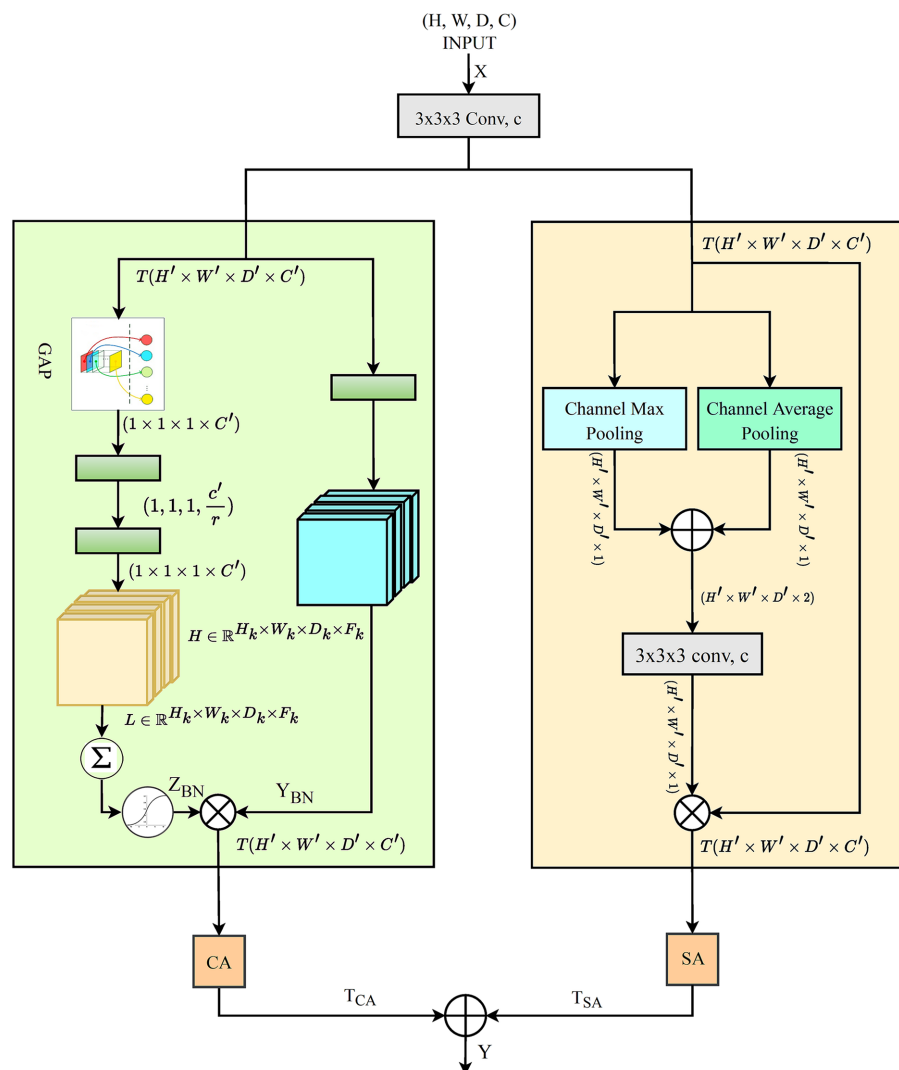 (H, W, D, C)
INPUT
X
3x3x3 Conv, c
T(H′ × W′ × D′ × C′)
GAP
(1 × 1 × 1 × C′)
(1, 1, 1, c′/r)
(1 × 1 × 1 × C′)
H ∈ ℝ^{H_k×W_k×D_k×F_k}
L ∈ ℝ^{H_k×W_k×D_k×F_k}
Σ
Z_BN
Y_BN
T(H′ × W′ × D′ × C′)
CA
T_CA
T(H′ × W′ × D′ × C′)
Channel Max
Pooling
Channel Average
Pooling
(H′ × W′ × D′ × 1)
(H′ × W′ × D′ × 1)
(H′ × W′ × D′ × 2)
3x3x3 conv, c
(H′ × W′ × D′ × 1)
T(H′ × W′ × D′ × C′)
SA
T_SA
Y